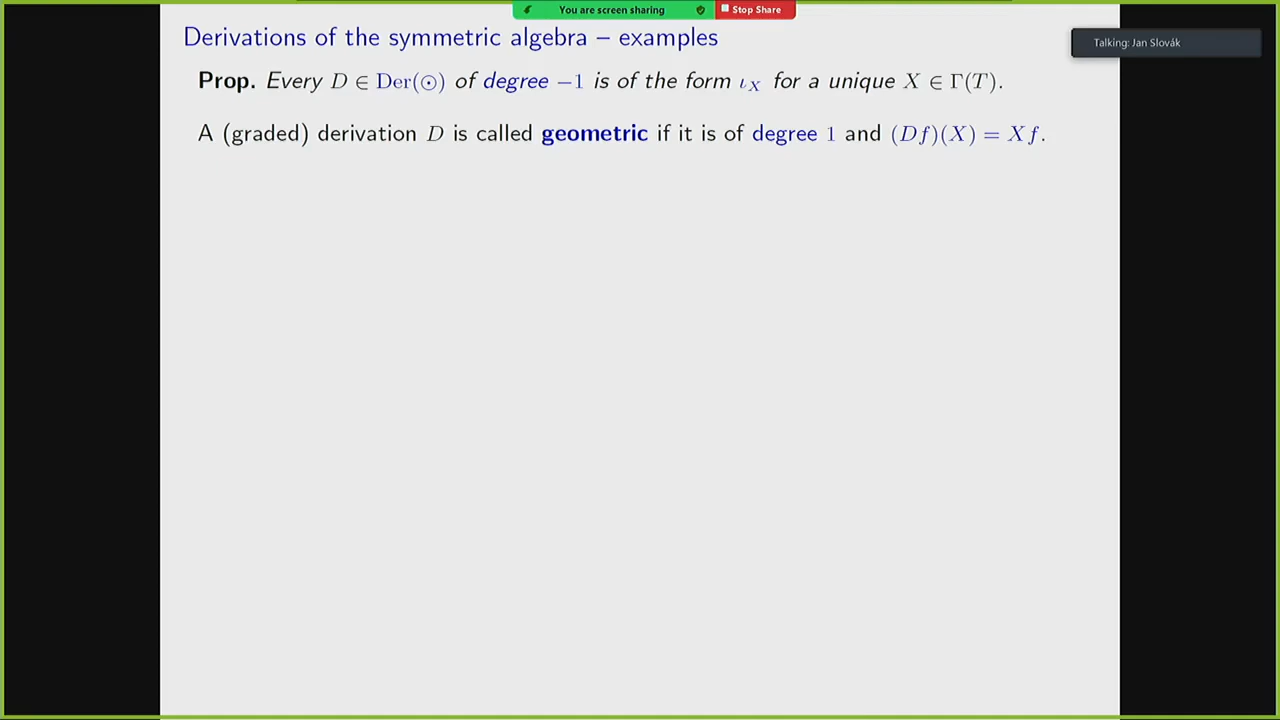 You are screen sharing
Stop Share
Talking: Jan Slovák
Derivations of the symmetric algebra – examples
Prop. Every D ∈ Der(⊙) of degree −1 is of the form ι_X for a unique X ∈ Γ(T).
A (graded) derivation D is called geometric if it is of degree 1 and (Df)(X) = Xf.